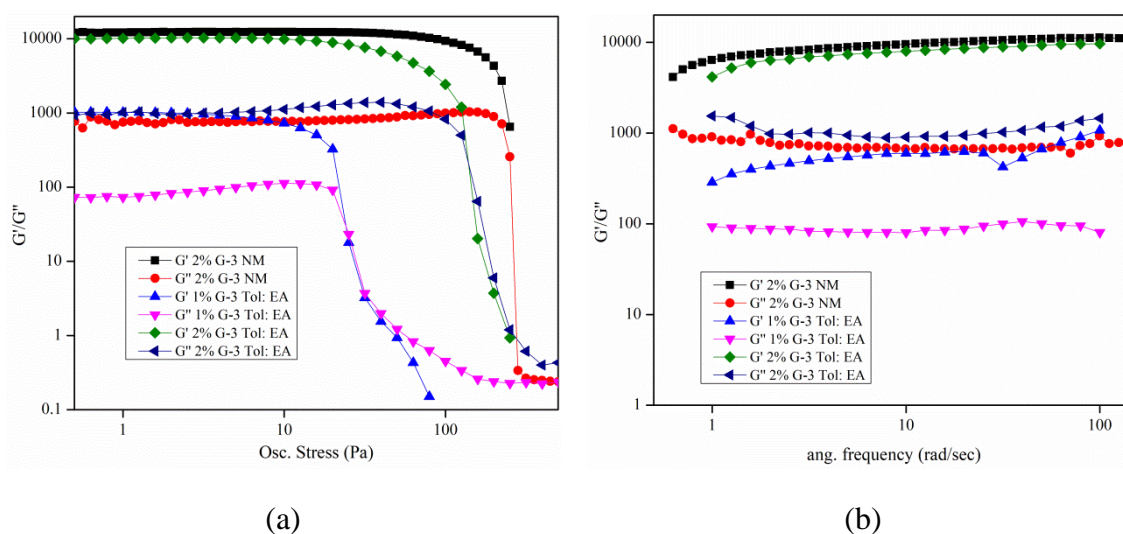 10000
1000
100
10
1
0.1
G'/G"
G' 2% G-3 NM
G" 2% G-3 NM
G' 1% G-3 Tol: EA
G" 1% G-3 Tol: EA
G' 2% G-3 Tol: EA
G" 2% G-3 Tol: EA
1 10 100
Osc. Stress (Pa)
(a)
10000
1000
100
10
1
G'/G"
G' 2% G-3 NM
G" 2% G-3 NM
G' 1% G-3 Tol: EA
G" 1% G-3 Tol: EA
G' 2% G-3 Tol: EA
G" 2% G-3 Tol: EA
1 10 100
ang. frequency (rad/sec)
(b)